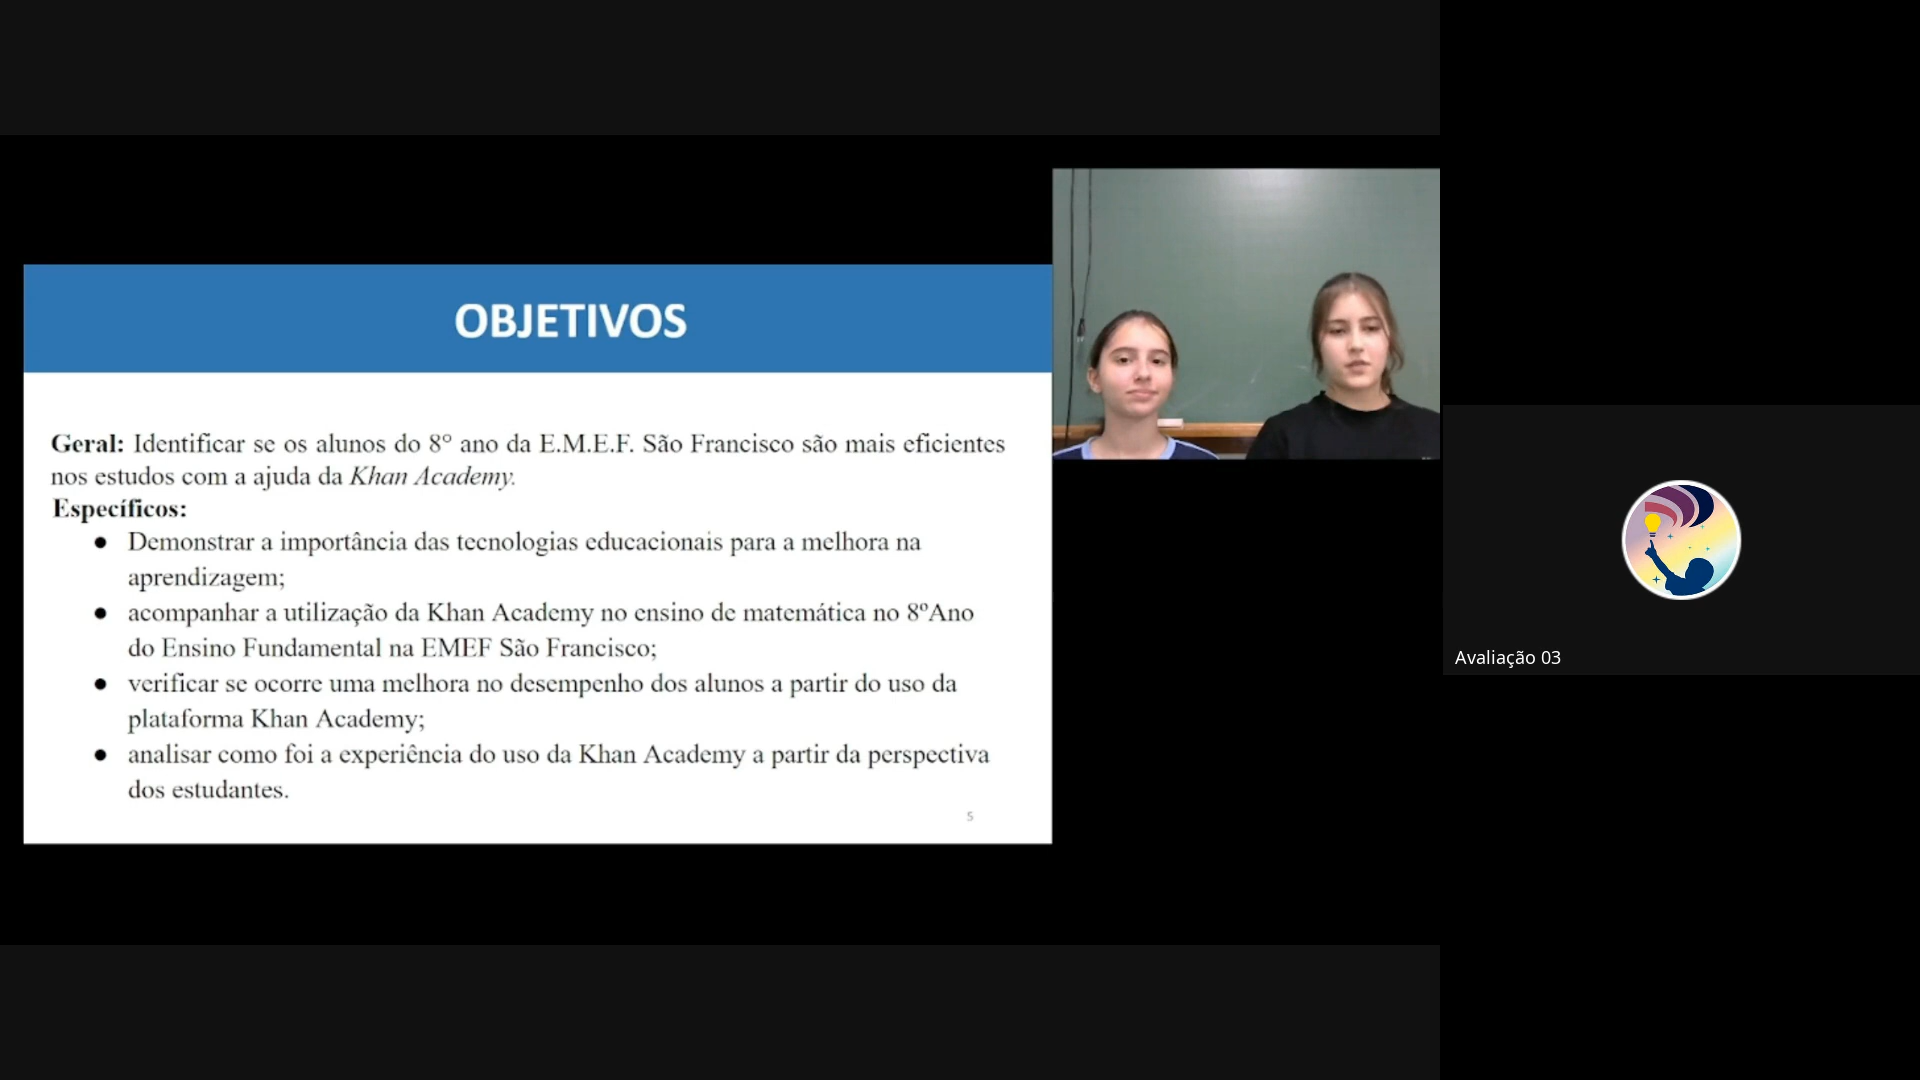 OBJETIVOS
Geral: Identificar se os alunos do 8° ano da E.M.E.F. São Francisco são mais eficientes
nos estudos com a ajuda da Khan Academy.
Específicos:
● Demonstrar a importância das tecnologias educacionais para a melhora na
aprendizagem;
● acompanhar a utilização da Khan Academy no ensino de matemática no 8ºAno
do Ensino Fundamental na EMEF São Francisco;
● verificar se ocorre uma melhora no desempenho dos alunos a partir do uso da
plataforma Khan Academy;
● analisar como foi a experiência do uso da Khan Academy a partir da perspectiva
dos estudantes.
5
Avaliação 03